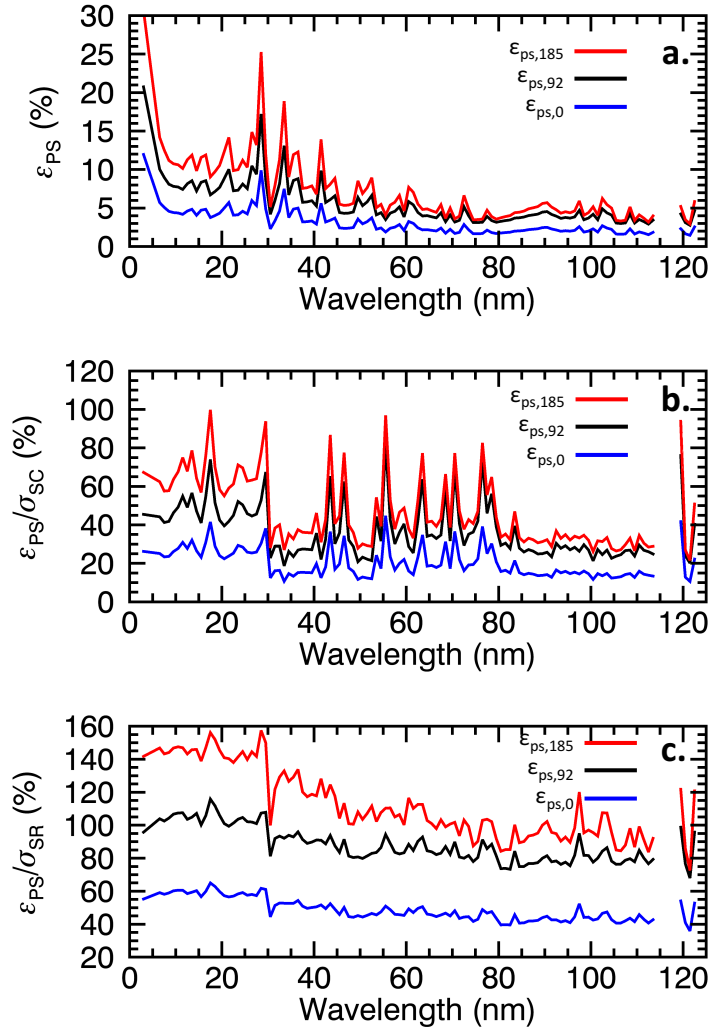 30
25
20
15
10
5
0
ε_PS (%)
ε_ps,185
ε_ps,92
ε_ps,0
a.
0 20 40 60 80 100 120
Wavelength (nm)
120
100
80
60
40
20
0
ε_PS/σ_SC (%)
ε_ps,185
ε_ps,92
ε_ps,0
b.
0 20 40 60 80 100 120
Wavelength (nm)
160
140
120
100
80
60
40
20
ε_PS/σ_SR (%)
ε_ps,185
ε_ps,92
ε_ps,0
c.
0 20 40 60 80 100 120
Wavelength (nm)